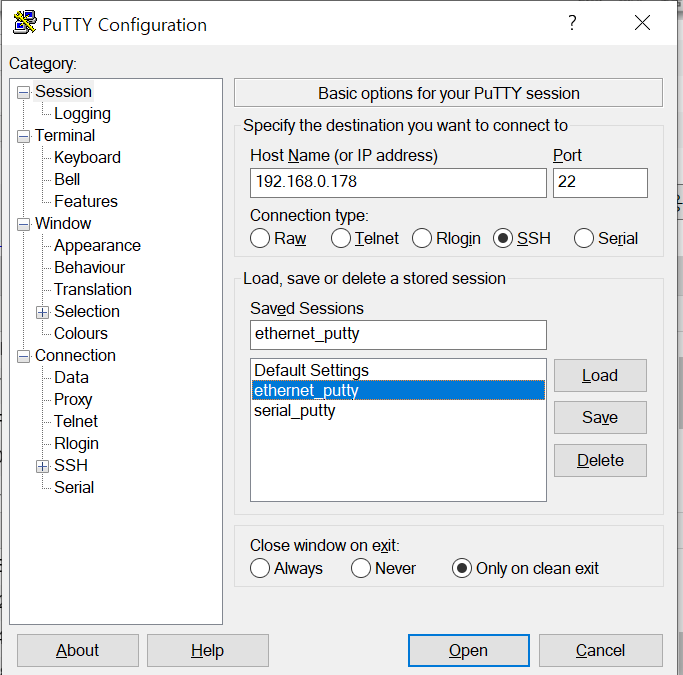 PuTTY Configuration
?
Category:
Session
Logging
Terminal
Keyboard
Bell
Features
Window
Appearance
Behaviour
Translation
Selection
Colours
Connection
Data
Proxy
Telnet
Rlogin
SSH
Serial
Basic options for your PuTTY session
Specify the destination you want to connect to
Host Name (or IP address) Port
192.168.0.178 22
Connection type:
Raw Telnet Rlogin SSH Serial
Load, save or delete a stored session
Saved Sessions
ethernet_putty
Default Settings
ethernet_putty
serial_putty
Load
Save
Delete
Close window on exit:
Always Never Only on clean exit
About Help Open Cancel